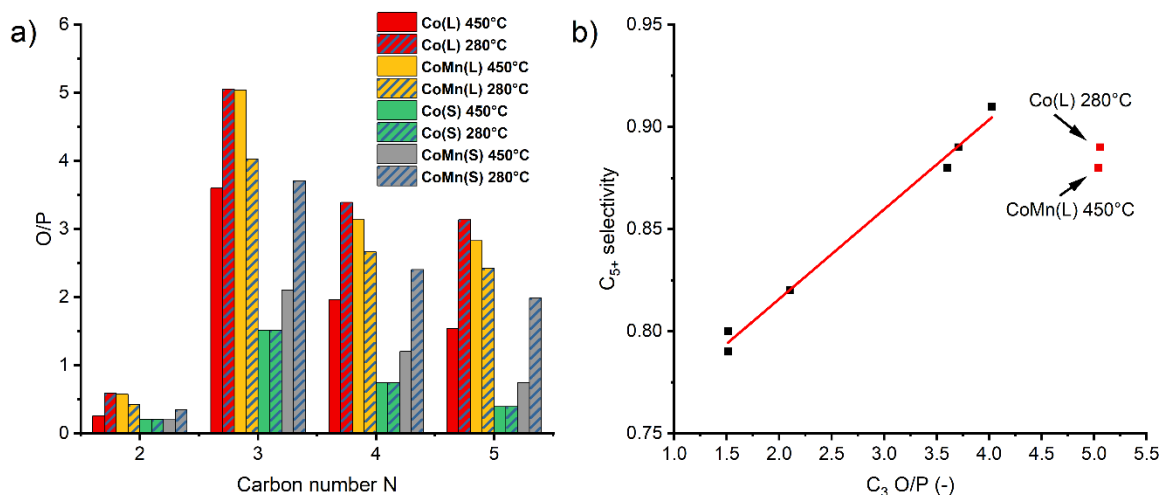 a)
O/P
6
5
4
3
2
1
0
2 3 4 5
Carbon number N
Co(L) 450°C
Co(L) 280°C
CoMn(L) 450°C
CoMn(L) 280°C
Co(S) 450°C
Co(S) 280°C
CoMn(S) 450°C
CoMn(S) 280°C
b)
C5+ selectivity
0.95
0.90
0.85
0.80
0.75
1.0 1.5 2.0 2.5 3.0 3.5 4.0 4.5 5.0 5.5
C3 O/P (-)
Co(L) 280°C
CoMn(L) 450°C